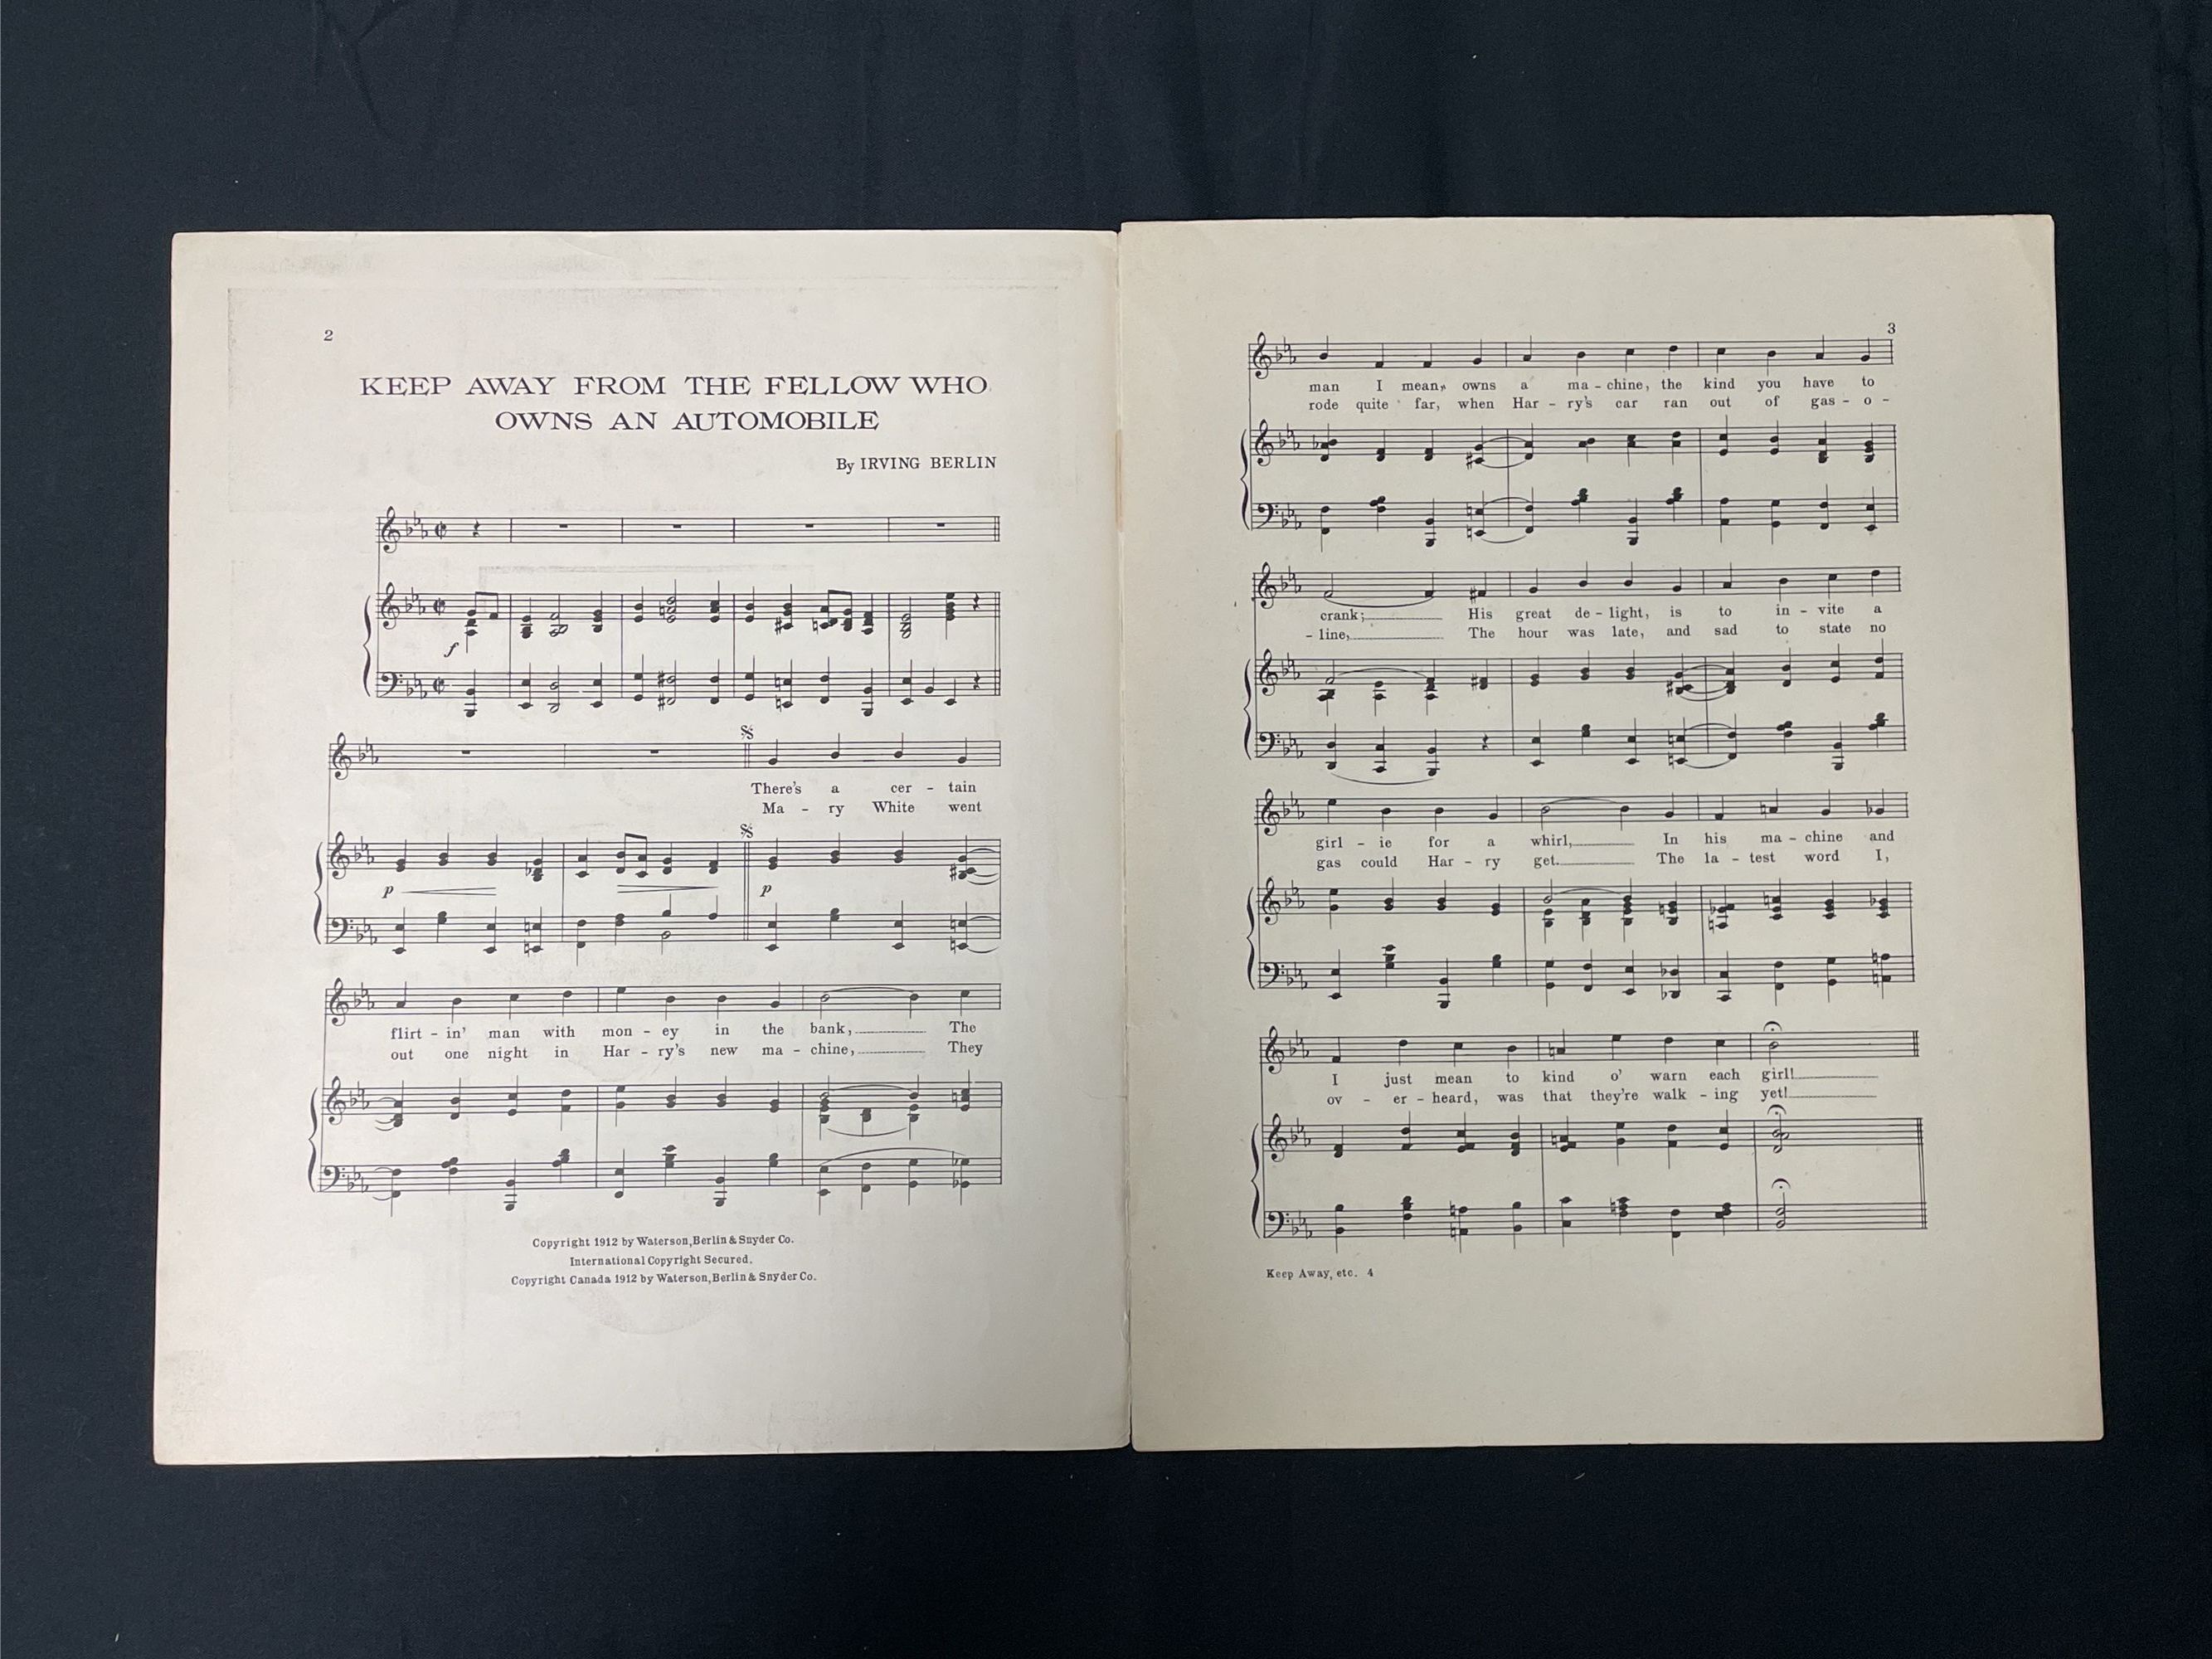 2
KEEP AWAY FROM THE FELLOW WHO
OWNS AN AUTOMOBILE
By IRVING BERLIN
f
There's a cer - tain
Ma - ry White went
p p
flirt - in' man with mon - ey in the bank, The
out one night in Har - ry's new ma - chine, They
Copyright 1912 by Waterson, Berlin & Snyder Co.
International Copyright Secured.
Copyright Canada 1912 by Waterson, Berlin & Snyder Co.
3
man I mean, owns a ma - chine, the kind you have to
rode quite far, when Har - ry's car ran out of gas - o -
crank; His great de - light, is to in - vite a
- line, The hour was late, and sad to state no
girl - ie for a whirl, In his ma - chine and
gas could Har - ry get. The la - test word I,
I just mean to kind o' warn each girl!
ov - er - heard, was that they're walk - ing yet!
Keep Away, etc. 4